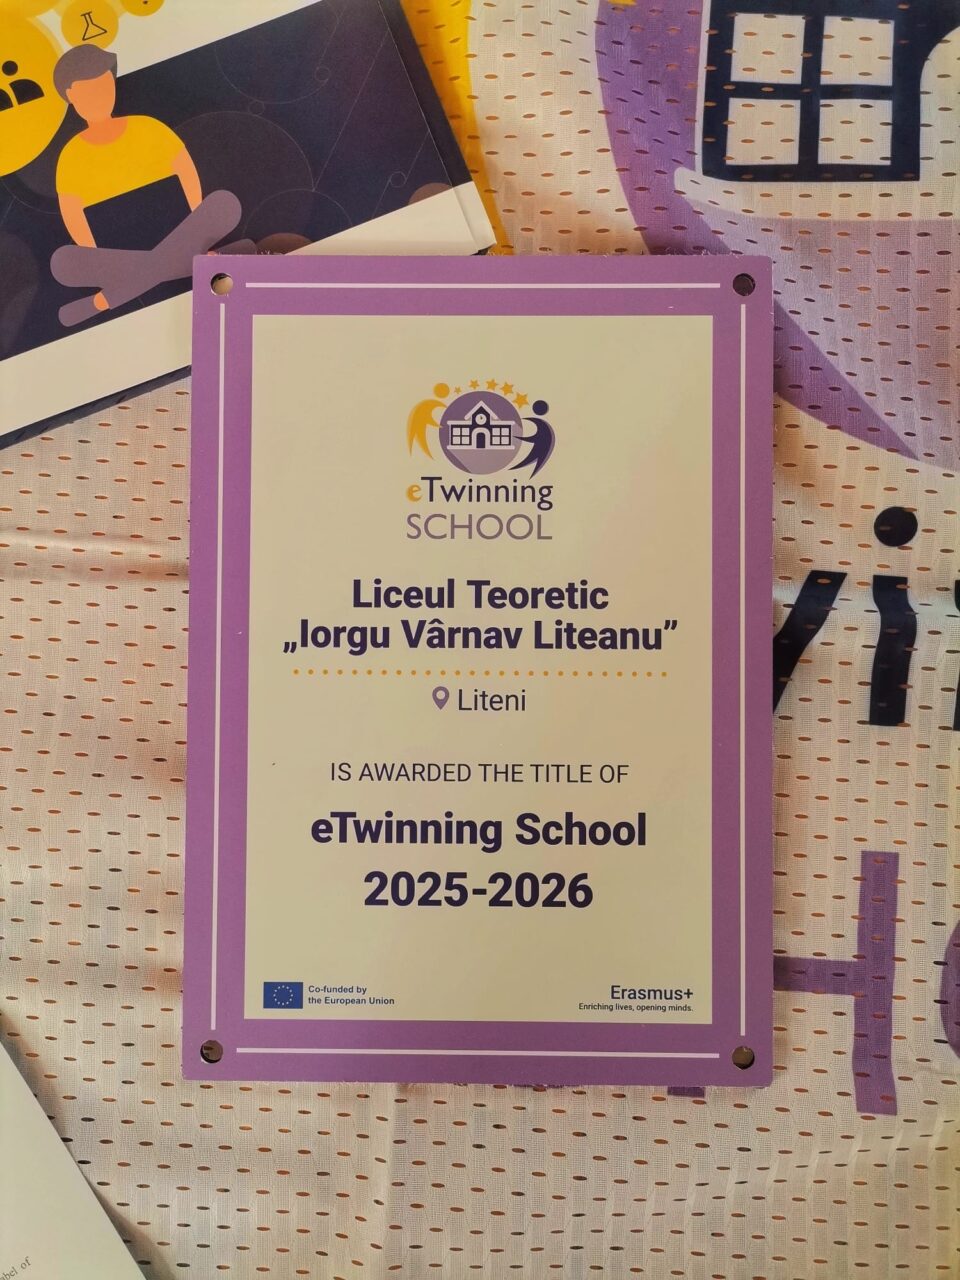 eTwinning
SCHOOL
Liceul Teoretic
„Iorgu Vârnav Liteanu”
Liteni
IS AWARDED THE TITLE OF
eTwinning School
2025-2026
Co-funded by
the European Union
Erasmus+
Enriching lives, opening minds.